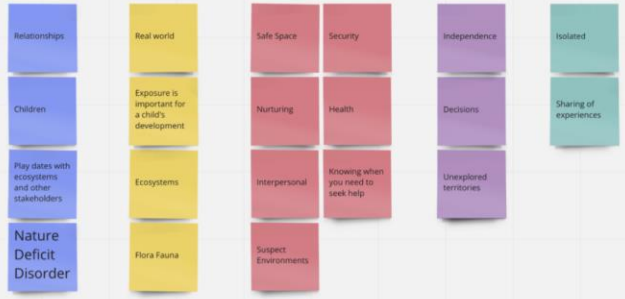 Relationships
Children
Play dates with
ecosystems
and other
stakeholders
Nature
Deficit
Disorder
Real world
Exposure is
important for
a child's
development
Ecosystems
Flora Fauna
Safe Space
Security
Nurturing
Health
Interpersonal
Knowing when
you need to
seek help
Suspect
Environments
Independence
Decisions
Unexplored
territories
Isolated
Sharing of
experiences